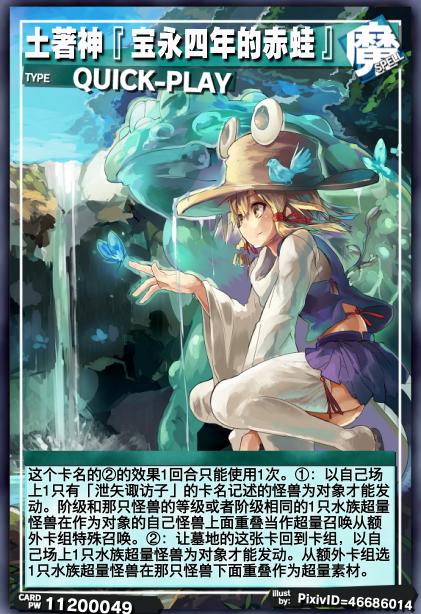 土著神『宝永四年的赤蛙』
魔
SPELL
TYPE QUICK-PLAY
这个卡名的②的效果1回合只能使用1次。①：以自己场
上1只有「泄矢诹访子」的卡名记述的怪兽为对象才能发
动。阶级和那只怪兽的等级或者阶级相同的1只水族超量
怪兽在作为对象的自己怪兽上面重叠当作超量召唤从额
外卡组特殊召唤。②：让墓地的这张卡回到卡组，以自
己场上1只水族超量怪兽为对象才能发动。从额外卡组选
1只水族超量怪兽在那只怪兽下面重叠作为超量素材。
CARD PW 11200049
illust by: PixivID=46686014